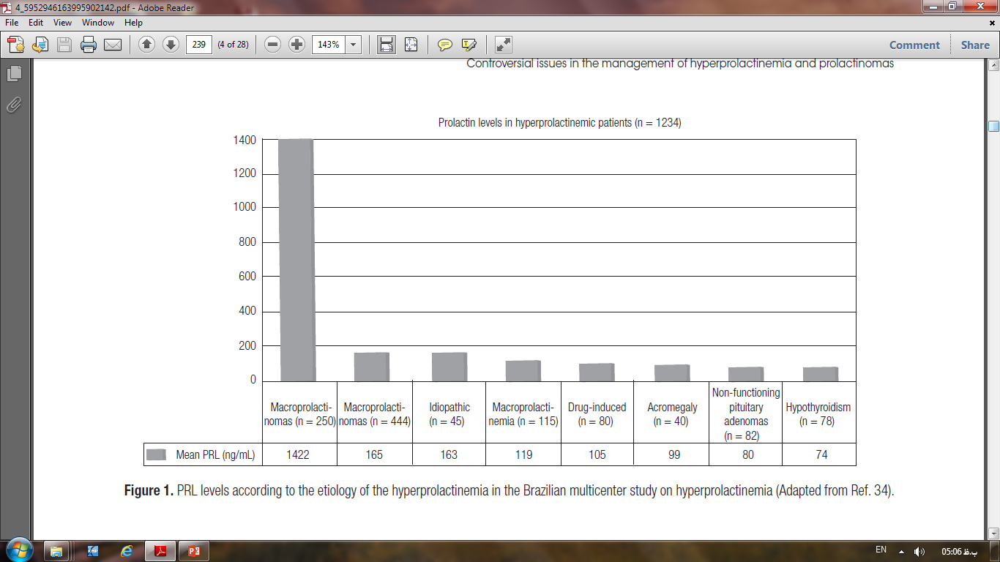 4_5952946163995902142.pdf - Adobe Reader
File Edit View Window Help
239 (4 of 28) 143% Comment Share
Controversial issues in the management of hyperprolactinemia and prolactinomas
Prolactin levels in hyperprolactinemic patients (n = 1234)
1400
1200
1000
800
600
400
200
0
Macroprolacti-
nomas (n = 250)
Macroprolacti-
nomas (n = 444)
Idiopathic
(n = 45)
Macroprolacti-
nemia (n = 115)
Drug-induced
(n = 80)
Acromegaly
(n = 40)
Non-functioning
pituitary
adenomas
(n = 82)
Hypothyroidism
(n = 78)
Mean PRL (ng/mL) 1422 165 163 119 105 99 80 74
Figure 1. PRL levels according to the etiology of the hyperprolactinemia in the Brazilian multicenter study on hyperprolactinemia (Adapted from Ref. 34).
KMP
EN 05:06 ب.ظ